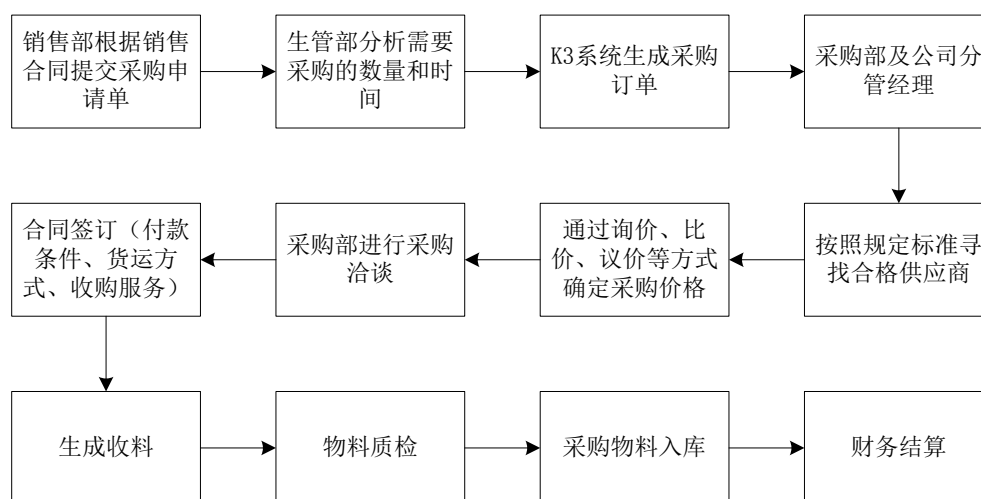 销售部根据销售
合同提交采购申
请单
生管部分析需要
采购的数量和时
间
K3系统生成采购
订单
采购部及公司分
管经理
合同签订（付款
条件、货运方
式、收购服务）
采购部进行采购
洽谈
通过询价、比
价、议价等方式
确定采购价格
按照规定标准寻
找合格供应商
生成收料
物料质检
采购物料入库
财务结算